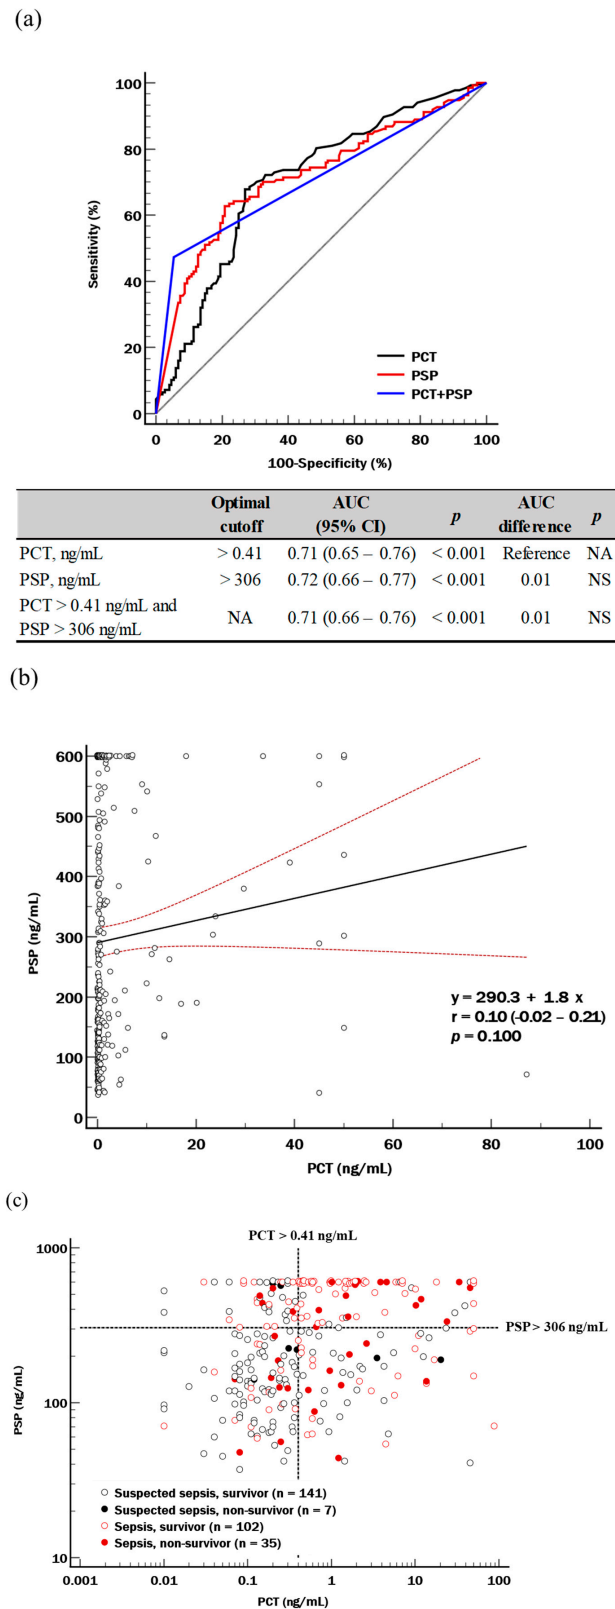 (a)
100
80
60
40
20
0
Sensitivity (%)
PCT
PSP
PCT+PSP
0 20 40 60 80 100
100-Specificity (%)
Optimal cutoff AUC (95% CI) p AUC difference p
PCT, ng/mL > 0.41 0.71 (0.65 – 0.76) < 0.001 Reference NA
PSP, ng/mL > 306 0.72 (0.66 – 0.77) < 0.001 0.01 NS
PCT > 0.41 ng/mL and
PSP > 306 ng/mL NA 0.71 (0.66 – 0.76) < 0.001 0.01 NS
(b)
600
500
400
300
200
100
0
PSP (ng/mL)
y = 290.3 + 1.8 x
r = 0.10 (-0.02 – 0.21)
p = 0.100
0 20 40 60 80 100
PCT (ng/mL)
(c)
PCT > 0.41 ng/mL
1000
PSP > 306 ng/mL
100
PSP (ng/mL)
Suspected sepsis, survivor (n = 141)
Suspected sepsis, non-survivor (n = 7)
Sepsis, survivor (n = 102)
Sepsis, non-survivor (n = 35)
10
0.001 0.01 0.1 1 10 100
PCT (ng/mL)